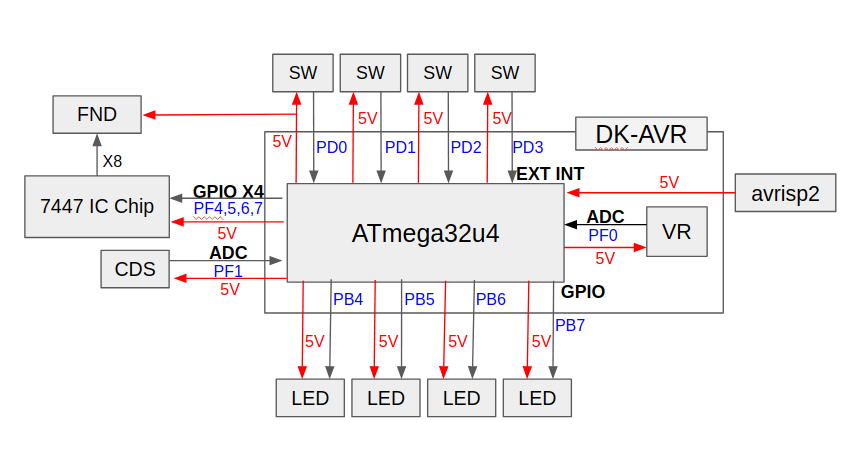 SW SW SW SW
FND
5V 5V 5V
DK-AVR
5V
PD0 PD1 PD2 PD3
X8
EXT INT
5V
GPIO X4
avrisp2
7447 IC Chip
PF4,5,6,7
ADC
ATmega32u4
VR
5V
PF0
ADC
5V
CDS
PF1
5V
GPIO
PB4 PB5 PB6
PB7
5V 5V 5V 5V
LED LED LED LED